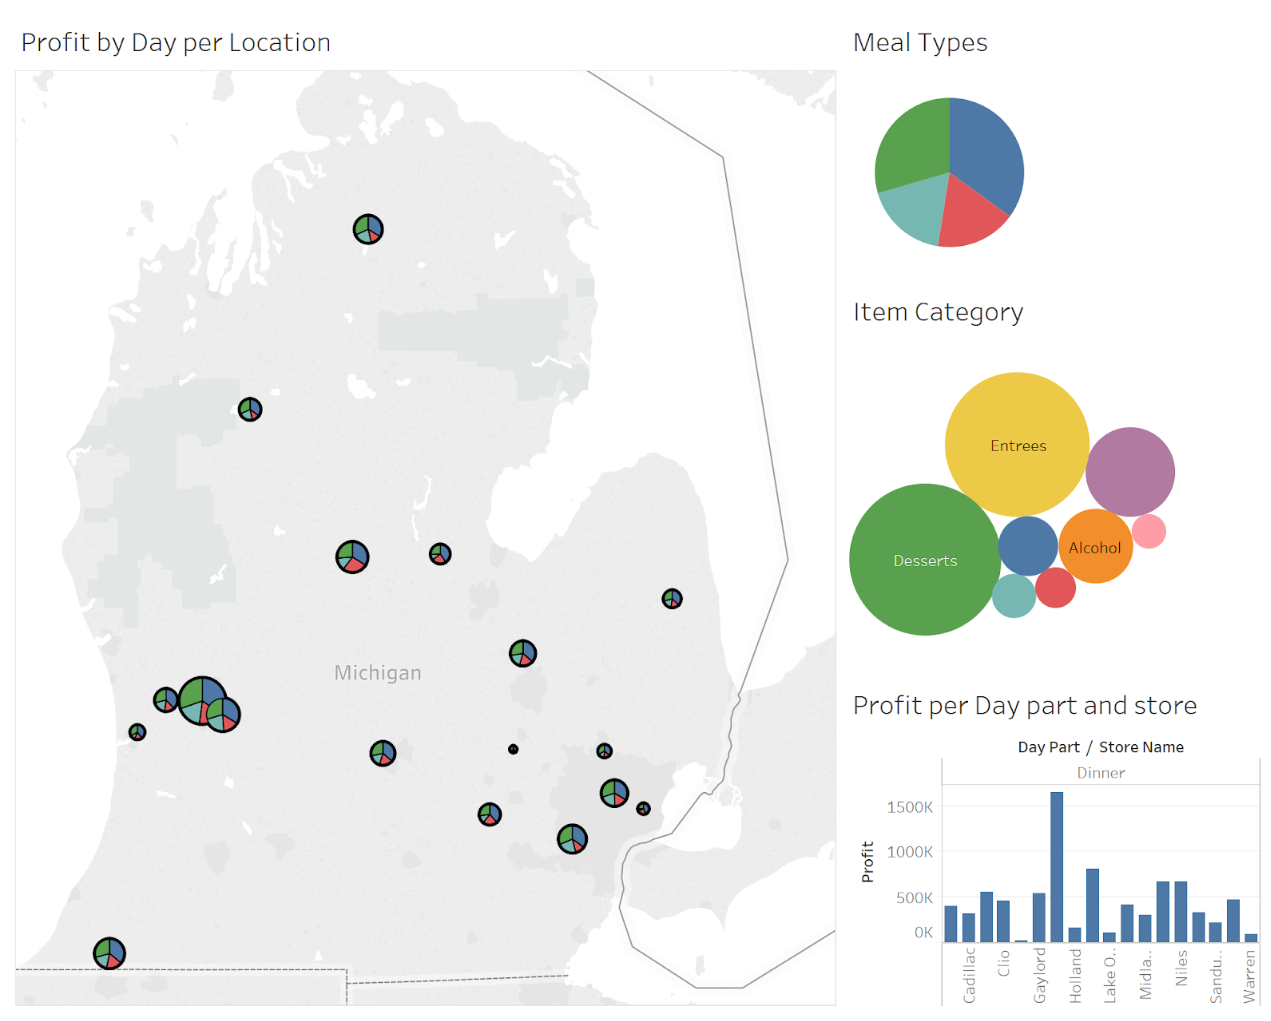 Profit by Day per Location
Michigan
Meal Types
Item Category
Entrees
Desserts
Alcohol
Profit per Day part and store
Day Part / Store Name
Dinner
Profit
1500K
1000K
500K
0K
Cadillac
Clio
Gaylord
Holland
Lake O..
Midla..
Niles
Sandu..
Warren